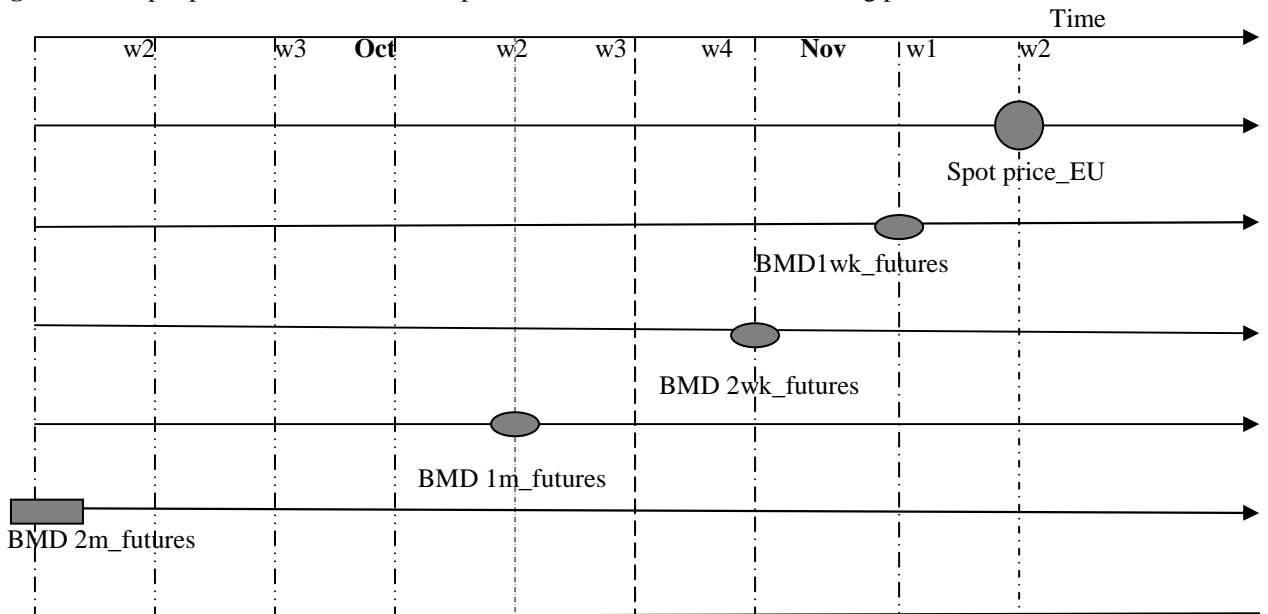 Time
w2 w3 Oct w2 w3 w4 Nov w1 w2
Spot price_EU
BMD1wk_futures
BMD 2wk_futures
BMD 1m_futures
BMD 2m_futures